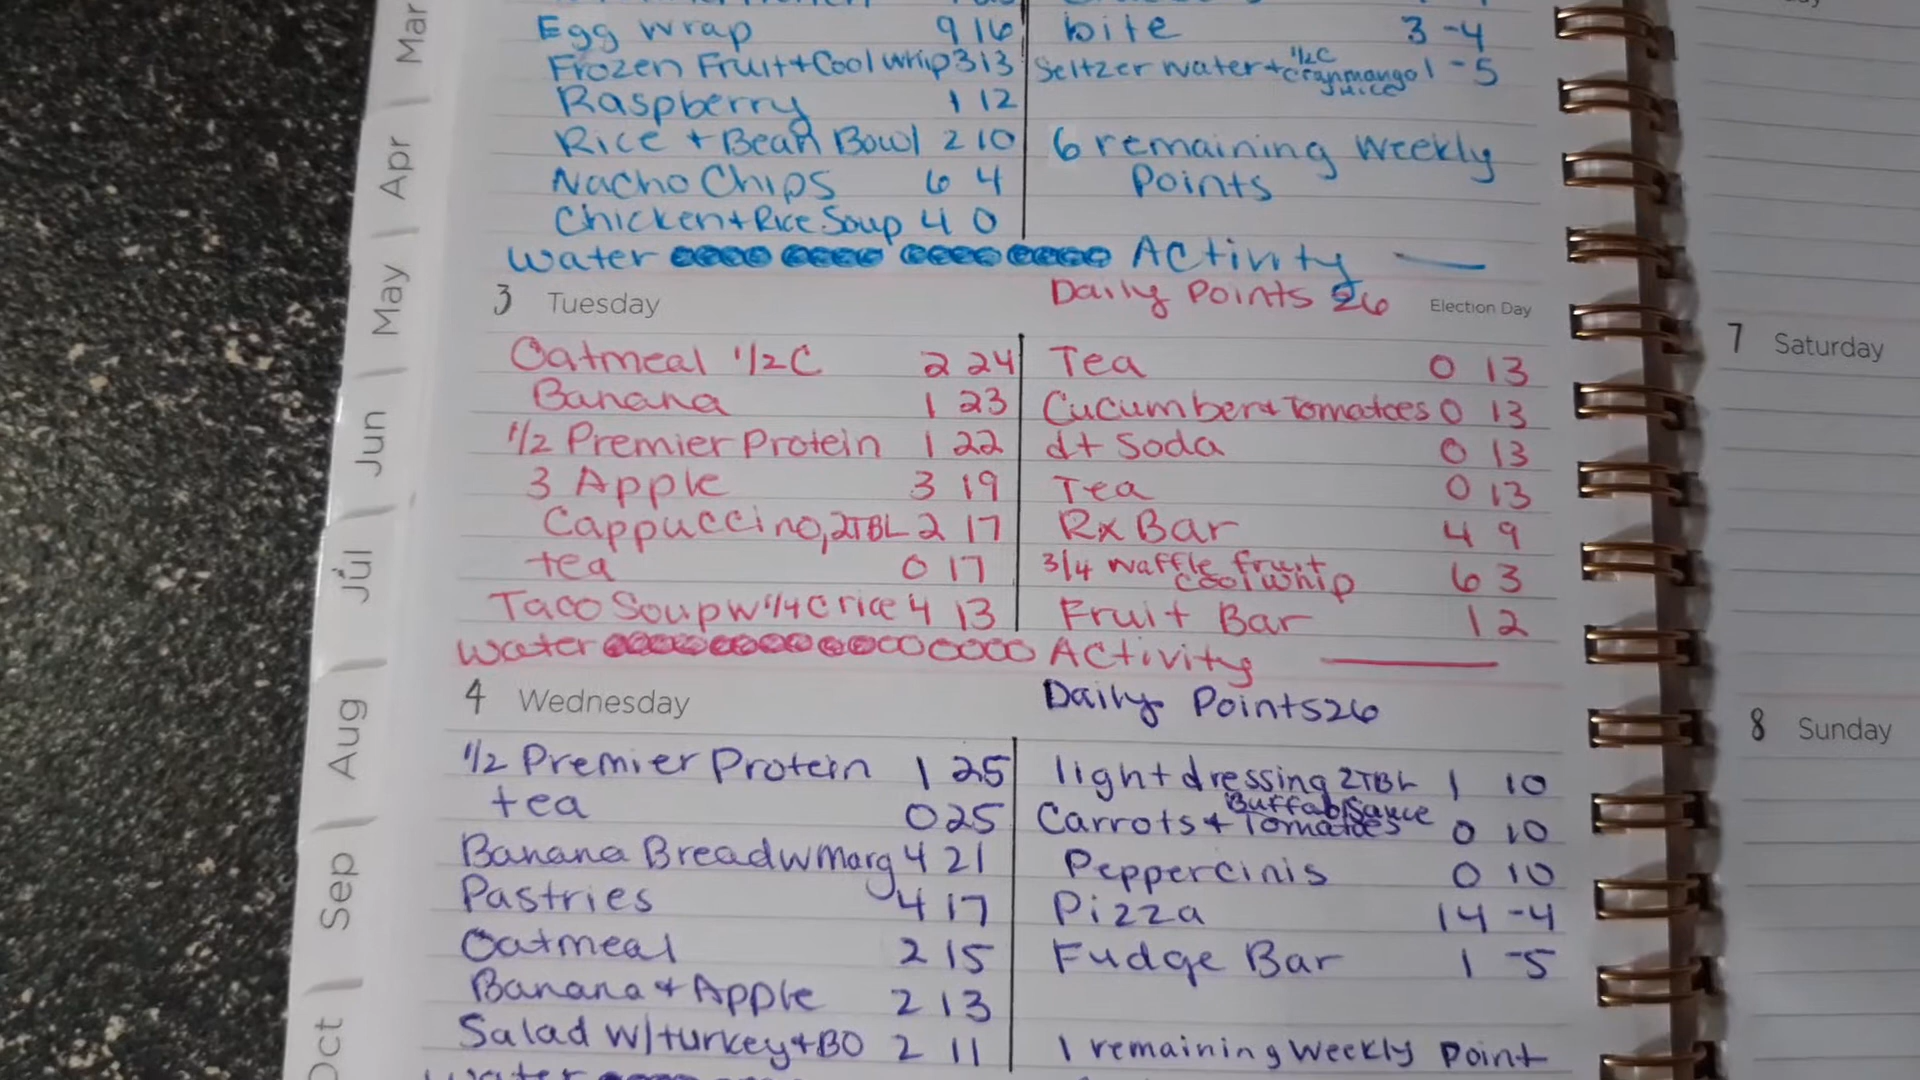 Mar
Apr
May
Jun
Jul
Aug
Sep
Oct
Egg wrap 9 16
Frozen Fruit + Cool whip 3 13
Raspberry 1 12
Rice + Bean Bowl 2 10
Nacho Chips 6 4
Chicken + Rice Soup 4 0
bite 3 -4
Seltzer water + 1/2C cranmango juice 1 -5
6 remaining weekly
Points
Water Activity —
3 Tuesday Daily Points 26 Election Day
Oatmeal 1/2 C 2 24
Banana 1 23
1/2 Premier Protein 1 22
3 Apple 3 19
Cappuccino, 2TBL 2 17
tea 0 17
Taco Soup w 1/4 C rice 4 13
Tea 0 13
Cucumber + Tomatoes 0 13
dt Soda 0 13
Tea 0 13
Rx Bar 4 9
3/4 waffle fruit
coolwhip 6 3
Fruit Bar 1 2
Water Activity —
4 Wednesday Daily Points 26
1/2 Premier Protein 1 25
tea 0 25
Banana Bread w Marg 4 21
Pastries 4 17
Oatmeal 2 15
Banana + Apple 2 13
Salad w/turkey + BO 2 11
light dressing 2TBL 1 10
Buffalo Sauce
Carrots + Tomatoes 0 10
Peppercinis 0 10
Pizza 14 -4
Fudge Bar 1 -5
1 remaining weekly Point
Water
7 Saturday
8 Sunday